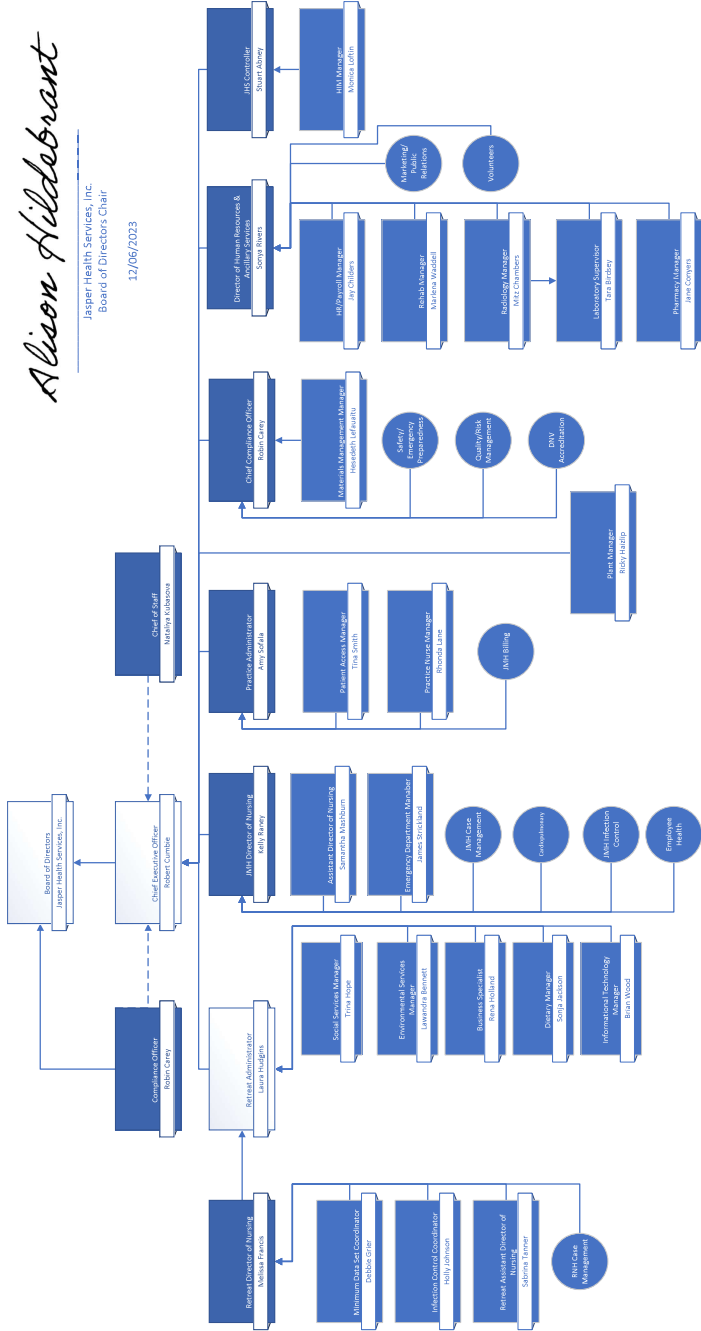 Alison Hildebrant
Jasper Health Services, Inc.
Board of Directors Chair
12/06/2023
Board of Directors
Jasper Health Services, Inc.
Compliance Officer
Robin Carey
Chief Executive Officer
Robert Cumbie
Chief of Staff
Nataliya Kubasova
Retreat Director of Nursing
Melissa Francis
Retreat Administrator
Laura Hudgins
JMH Director of Nursing
Kelly Raney
Practice Administrator
Amy Sofala
Chief Compliance Officer
Robin Carey
Director of Human Resources &
Ancillary Services
Sonya Rivers
JHS Controller
Stuart Abney
Minimum Data Set Coordinator
Debbie Grier
Infection Control Coordinator
Holly Johnson
Retreat Assistant Director of
Nursing
Sabrina Tanner
RNH Case
Management
Social Services Manager
Trina Hope
Environmental Services
Manager
Lawandra Bennett
Business Specialist
Rena Holland
Dietary Manager
Sonja Jackson
Informational Technology
Manager
Brian Wood
Assistant Director of Nursing
Samantha Mashburn
Emergency Department Manaber
James Strickland
JMH Case
Management
Cardiopulmonary
JMH Infection
Control
Employee
Health
Patient Access Manager
Tina Smith
Practice Nurse Manager
Rhonda Lane
JMH Billing
Plant Manager
Ricky Haizlip
Materials Management Manager
Hesedeth Lefauaitu
Safety/
Emergency
Preparedness
Quality/Risk
Management
DNV
Accreditation
HR/Payroll Manager
Jay Childers
Rehab Manager
Marlena Waddell
Radiology Manager
Mitz Chambers
Laboratory Supervisor
Tara Birdsey
Pharmacy Manager
Jane Conyers
Marketing/
Public
Relations
Volunteers
HIM Manager
Monica Loftin